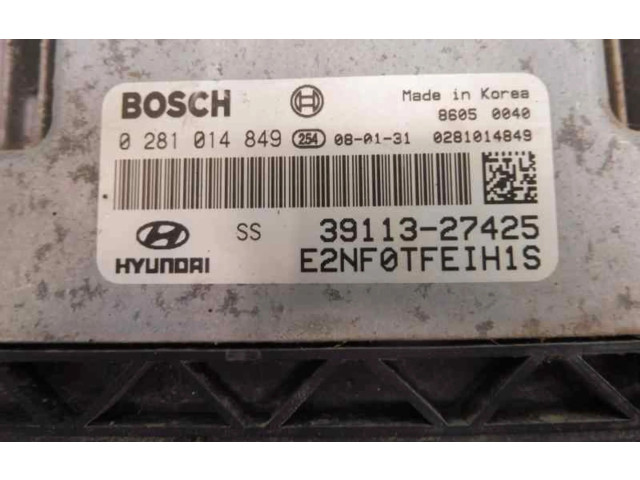 BOSCH
Made in Korea
8605 0040
0 281 014 849 254 08-01-31 0281014849
SS 39113-27425
HYUNDAI E2NF0TFEIH1S